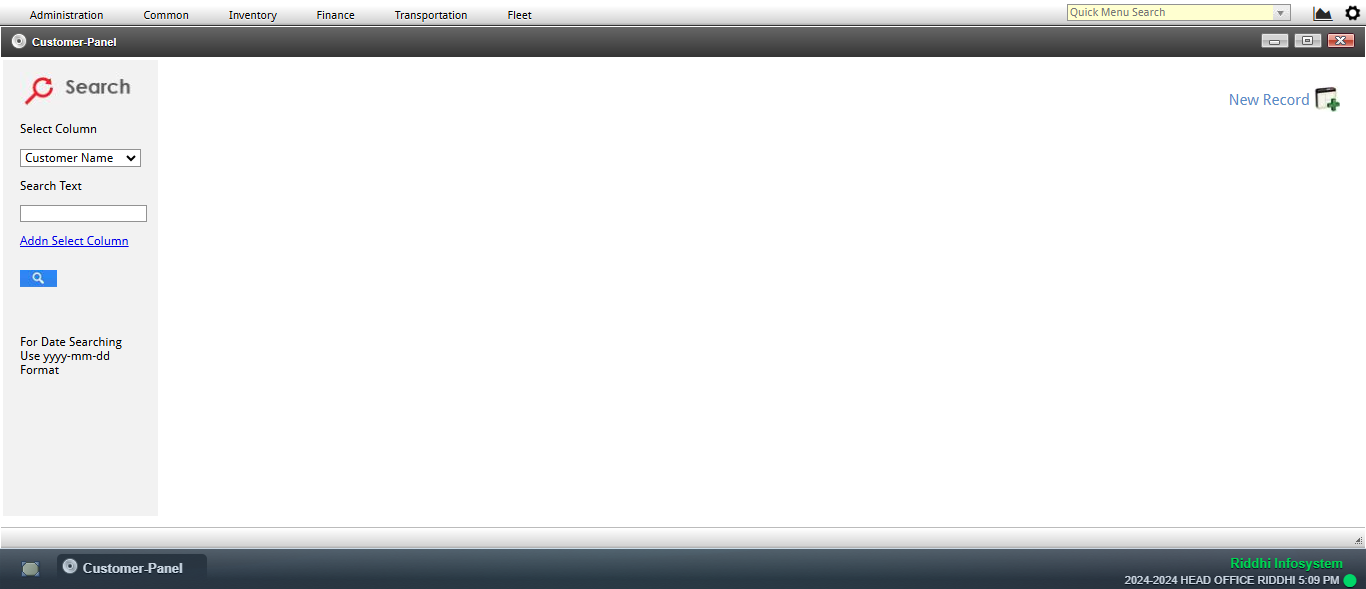 Administration Common Inventory Finance Transportation Fleet Quick Menu Search
Customer-Panel
Search
New Record
Select Column
Customer Name
Search Text
Addn Select Column
For Date Searching
Use yyyy-mm-dd
Format
Customer-Panel
Riddhi Infosystem
2024-2024 HEAD OFFICE RIDDHI 5:09 PM